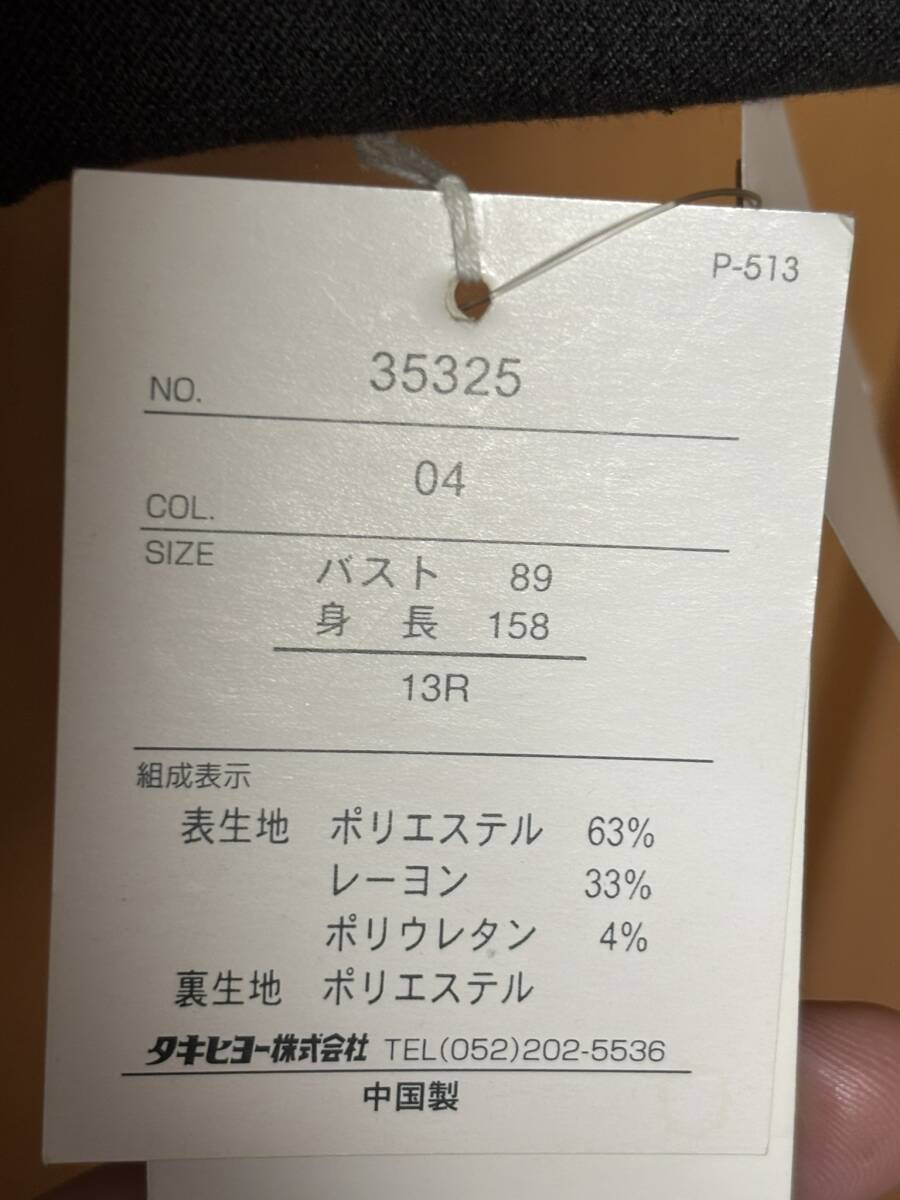 P-513
NO. 35325
COL. 04
SIZE バスト 89
身長 158
13R
組成表示
表生地 ポリエステル 63%
レーヨン 33%
ポリウレタン 4%
裏生地 ポリエステル
タキヒヨー株式会社 TEL(052)202-5536
中国製